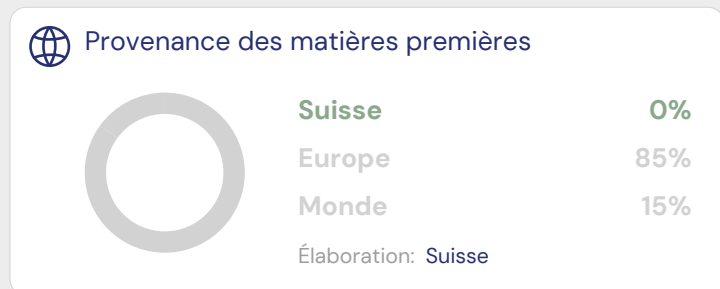 Provenance des matières premières
Suisse 0%
Europe 85%
Monde 15%
Élaboration: Suisse